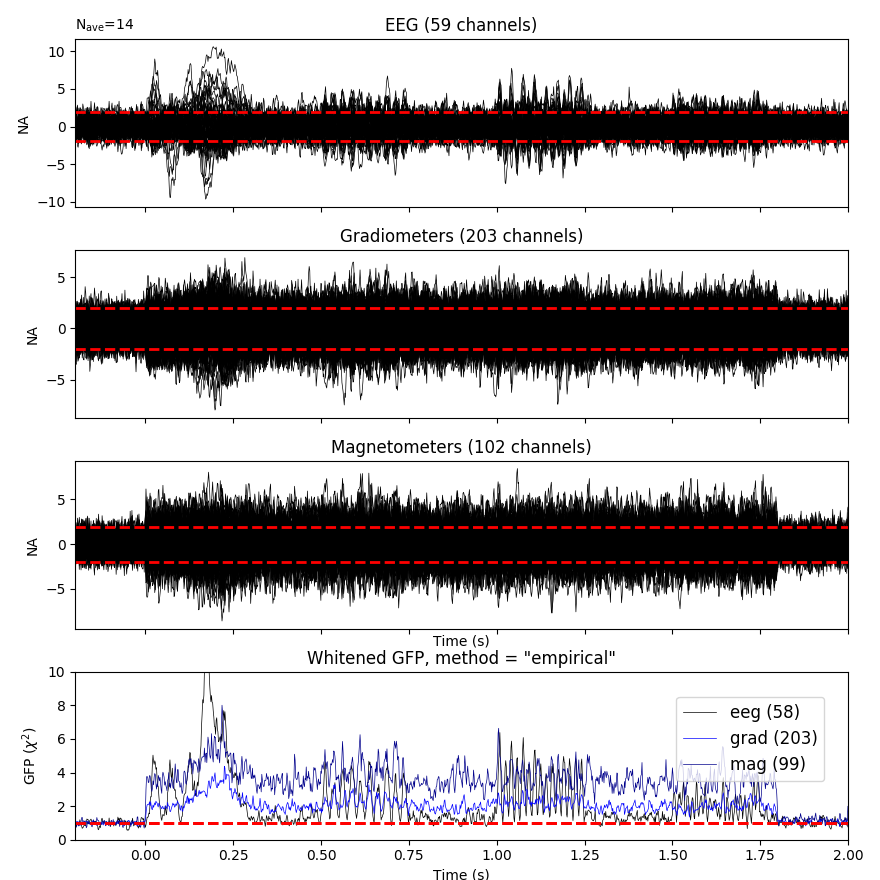 N_ave=14
EEG (59 channels)
NA
10
5
0
−5
−10
Gradiometers (203 channels)
NA
5
0
−5
Magnetometers (102 channels)
NA
5
0
−5
Time (s)
Whitened GFP, method = "empirical"
GFP (χ²)
10
8
6
4
2
0
eeg (58)
grad (203)
mag (99)
0.00 0.25 0.50 0.75 1.00 1.25 1.50 1.75 2.00
Time (s)